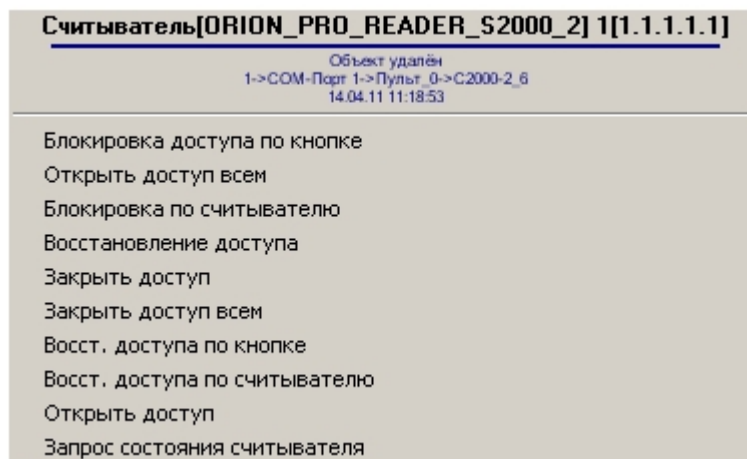 Считыватель[ORION_PRO_READER_S2000_2] 1[1.1.1.1.1]
Объект удалён
1->COM-Порт 1->Пульт_0->С2000-2_6
14.04.11 11:18:53
Блокировка доступа по кнопке
Открыть доступ всем
Блокировка по считывателю
Восстановление доступа
Закрыть доступ
Закрыть доступ всем
Восст. доступа по кнопке
Восст. доступа по считывателю
Открыть доступ
Запрос состояния считывателя